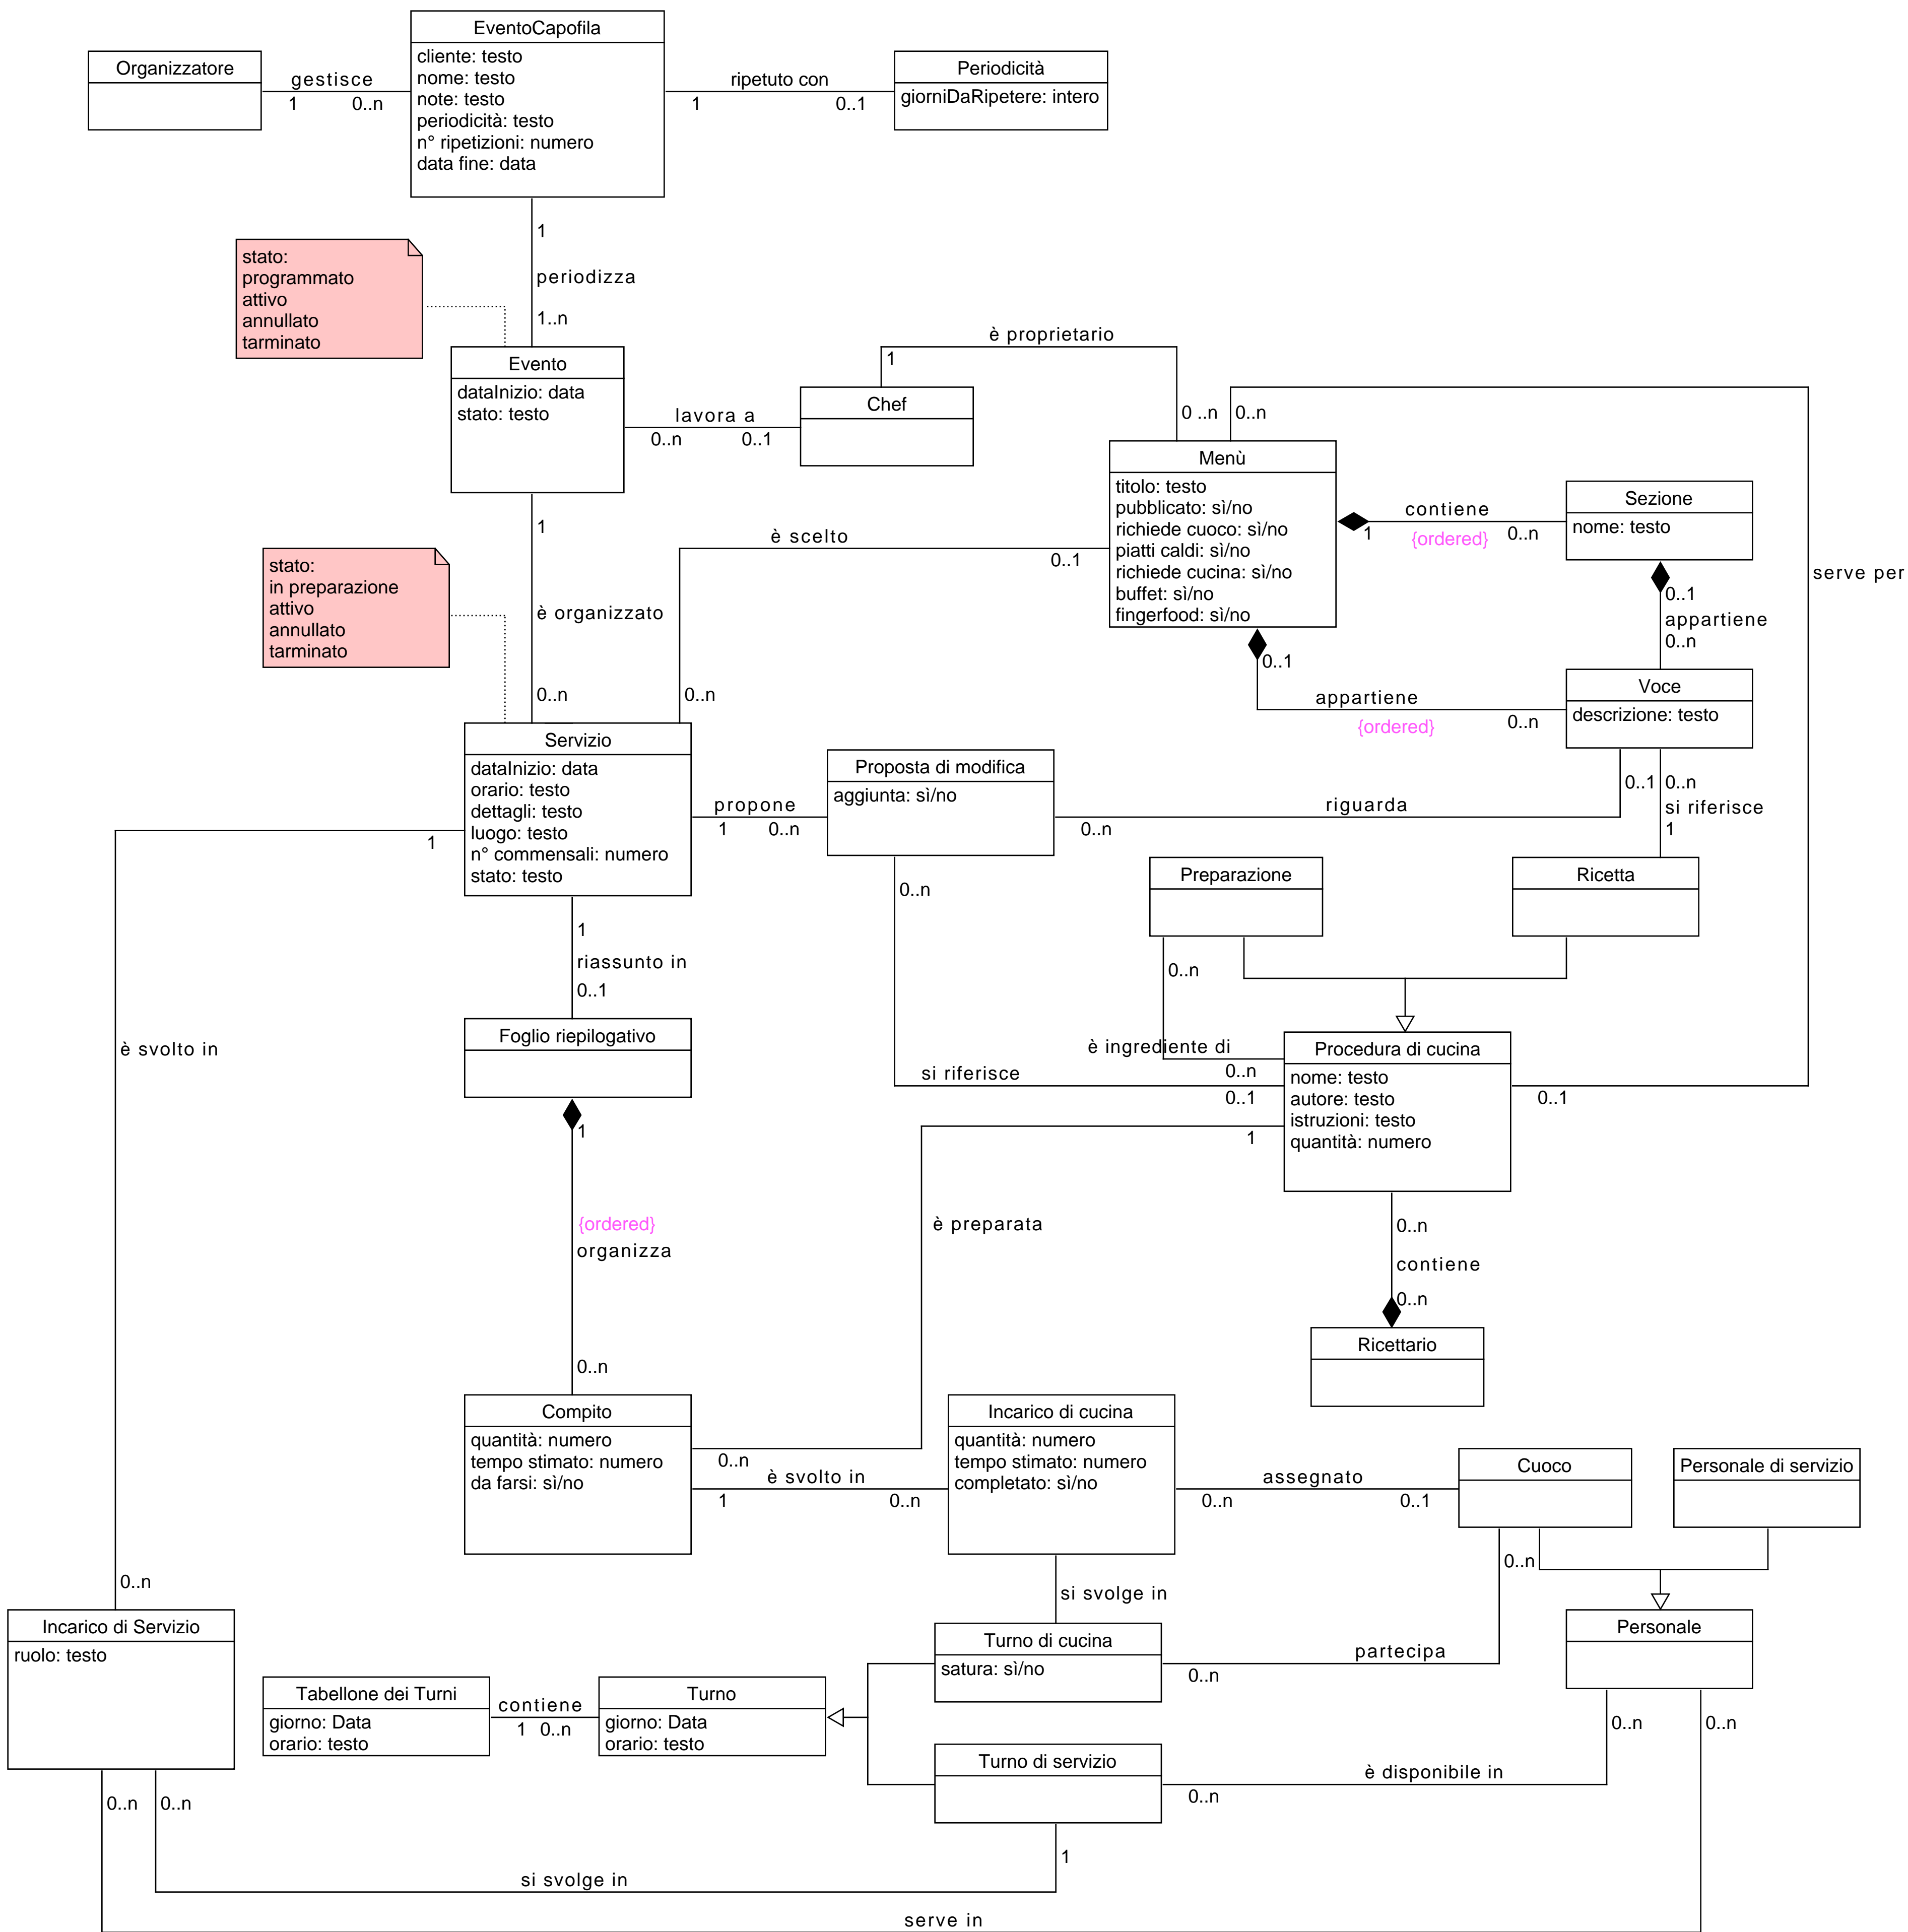 EventoCapofila
cliente: testo
nome: testo
note: testo
periodicità: testo
n° ripetizioni: numero
data fine: data
Organizzatore
gestisce
1
0..n
ripetuto con
1
0..1
Periodicità
giorniDaRipetere: intero
1
periodizza
1..n
stato:
programmato
attivo
annullato
tarminato
Evento
dataInizio: data
stato: testo
lavora a
0..n
0..1
Chef
1
è proprietario
0 ..n
0..n
Menù
titolo: testo
pubblicato: sì/no
richiede cuoco: sì/no
piatti caldi: sì/no
richiede cucina: sì/no
buffet: sì/no
fingerfood: sì/no
contiene
1
{ordered}
0..n
Sezione
nome: testo
serve per
0..1
appartiene
0..n
1
è organizzato
0..n
è scelto
0..1
0..n
stato:
in preparazione
attivo
annullato
tarminato
0..1
appartiene
{ordered}
0..n
Voce
descrizione: testo
Servizio
dataInizio: data
orario: testo
dettagli: testo
luogo: testo
n° commensali: numero
stato: testo
propone
1
0..n
Proposta di modifica
aggiunta: sì/no
riguarda
0..n
0..1
0..n
si riferisce
1
1
0..n
Preparazione
Ricetta
1
riassunto in
0..1
0..n
è ingrediente di
0..n
si riferisce
0..1
Foglio riepilogativo
è svolto in
Procedura di cucina
nome: testo
autore: testo
istruzioni: testo
quantità: numero
0..1
1
1
{ordered}
organizza
0..n
è preparata
0..n
contiene
0..n
Ricettario
Compito
quantità: numero
tempo stimato: numero
da farsi: sì/no
0..n
è svolto in
1
0..n
Incarico di cucina
quantità: numero
tempo stimato: numero
completato: sì/no
assegnato
0..n
0..1
Cuoco
Personale di servizio
0..n
0..n
si svolge in
Incarico di Servizio
ruolo: testo
Turno di cucina
satura: sì/no
partecipa
0..n
Personale
Tabellone dei Turni
giorno: Data
orario: testo
contiene
1
0..n
Turno
giorno: Data
orario: testo
Turno di servizio
è disponibile in
0..n
0..n
0..n
0..n
0..n
1
si svolge in
serve in